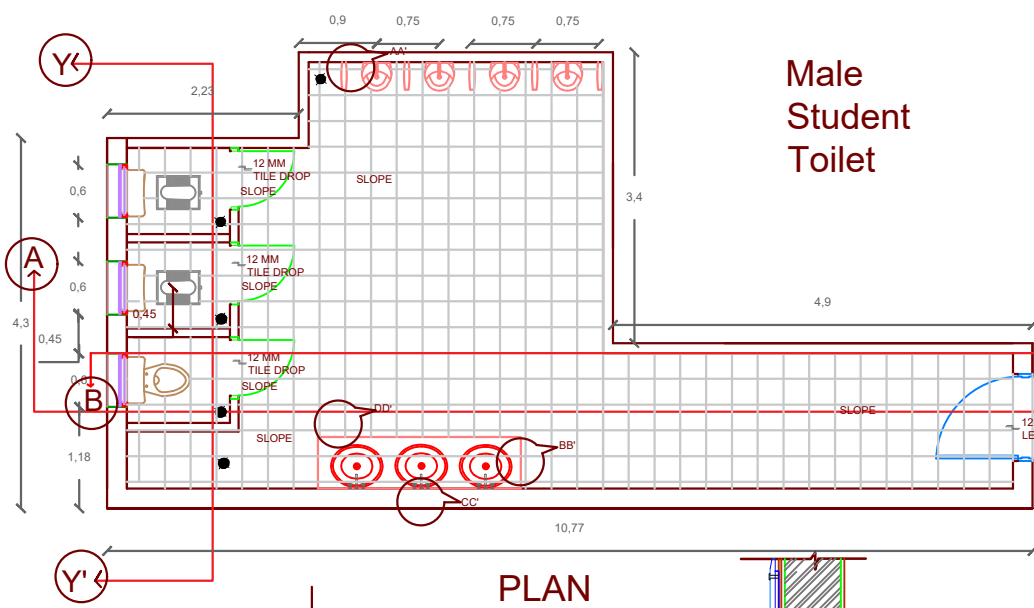 0,9
0,75
0,75
0,75
Y
AA'
Male
Student
Toilet
2,23
12 MM
TILE DROP
SLOPE
SLOPE
0,6
3,4
A
12 MM
TILE DROP
SLOPE
0,6
4,9
4,3
0,45
0,45
12 MM
TILE DROP
SLOPE
B
DD'
SLOPE
SLOPE
12
LE
BB'
1,18
CC'
10,77
Y'
PLAN